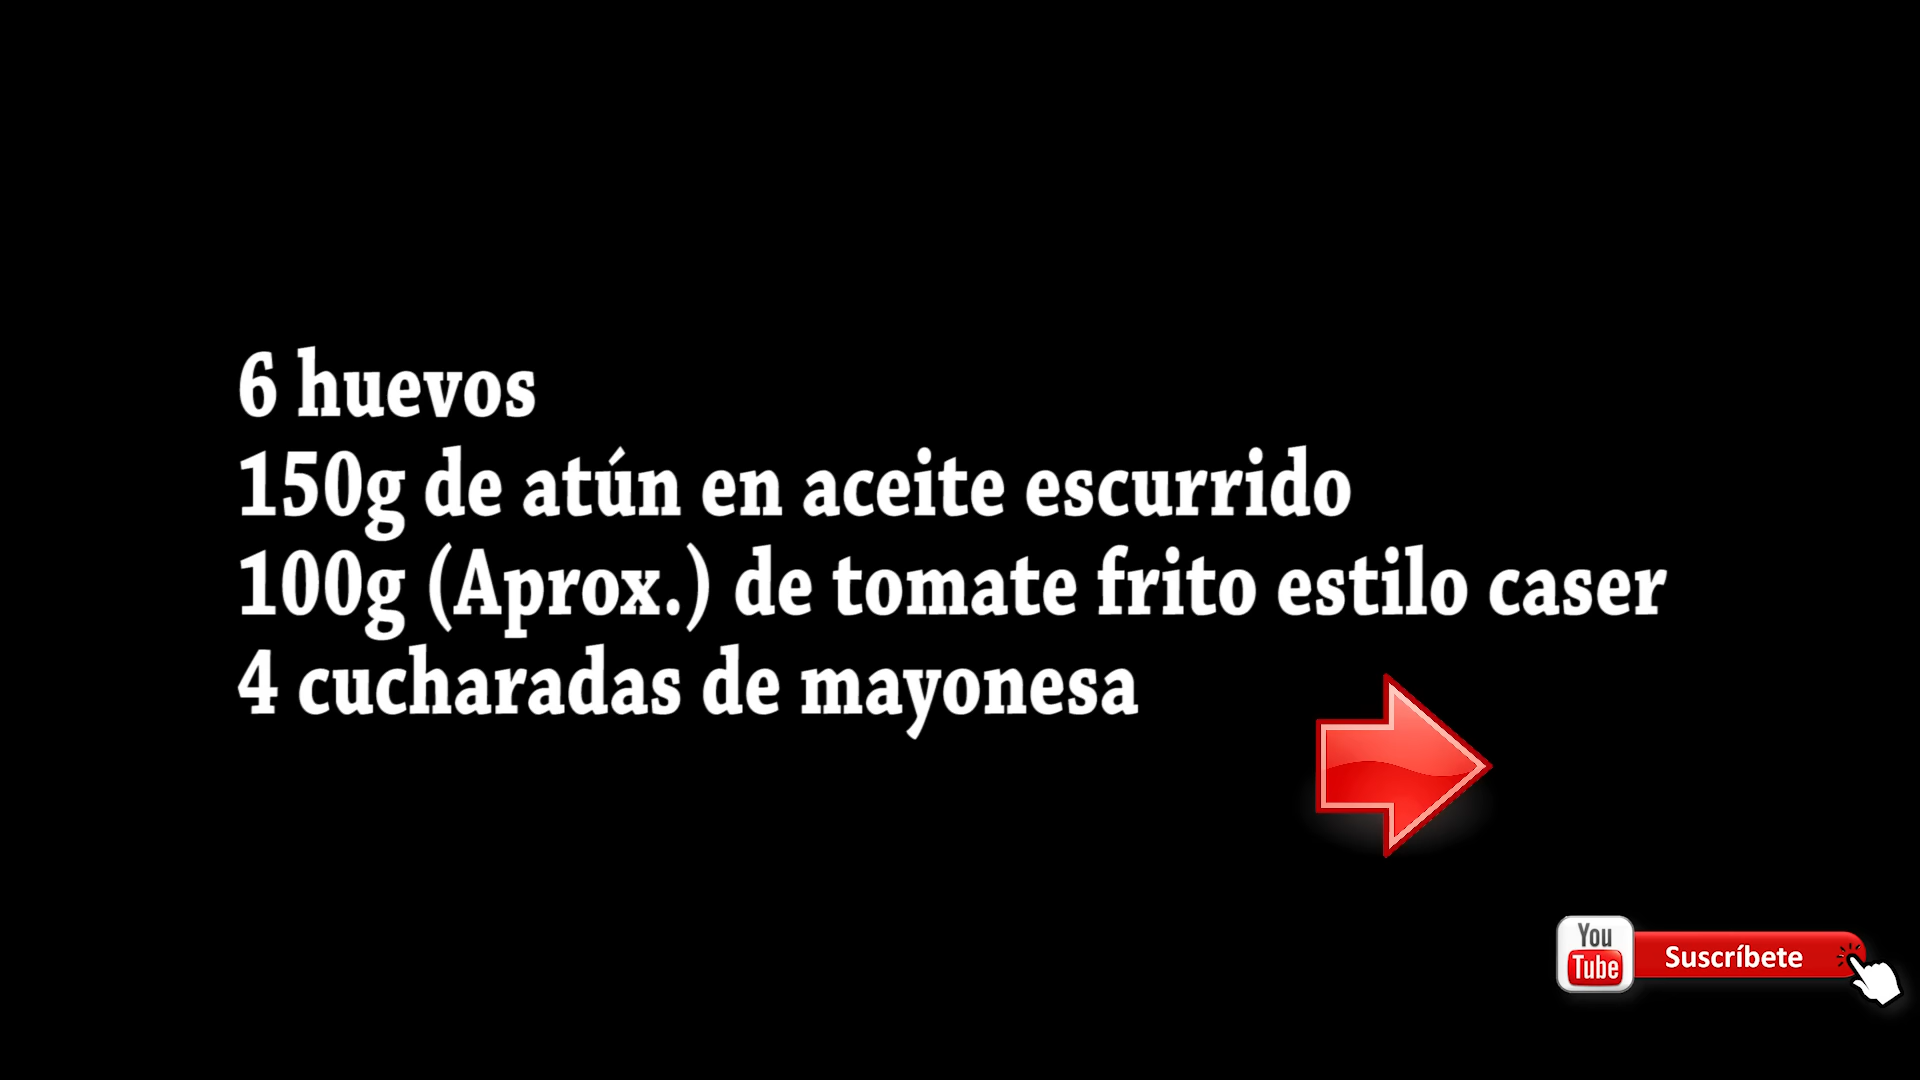 6 huevos
150g de atún en aceite escurrido
100g (Aprox.) de tomate frito estilo caser
4 cucharadas de mayonesa
You
Tube
Suscríbete